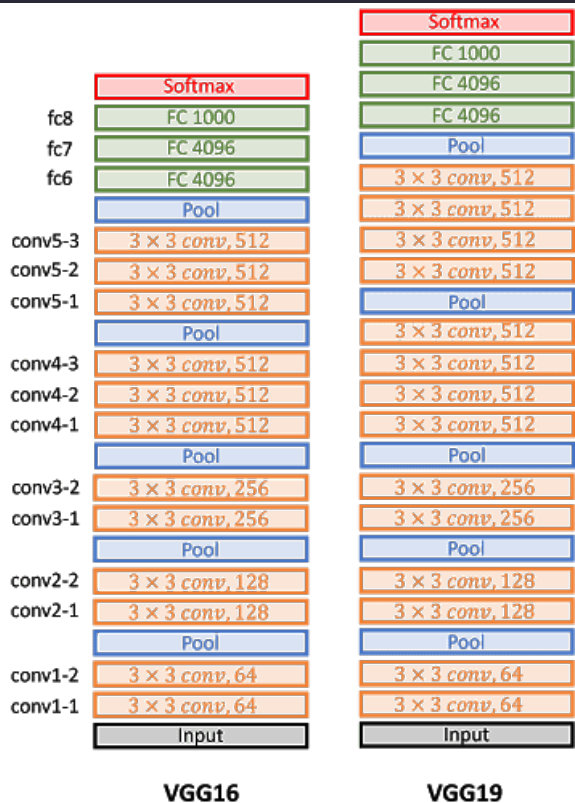 Softmax
fc8 FC 1000
fc7 FC 4096
fc6 FC 4096
Pool
conv5-3 3 × 3 conv, 512
conv5-2 3 × 3 conv, 512
conv5-1 3 × 3 conv, 512
Pool
conv4-3 3 × 3 conv, 512
conv4-2 3 × 3 conv, 512
conv4-1 3 × 3 conv, 512
Pool
conv3-2 3 × 3 conv, 256
conv3-1 3 × 3 conv, 256
Pool
conv2-2 3 × 3 conv, 128
conv2-1 3 × 3 conv, 128
Pool
conv1-2 3 × 3 conv, 64
conv1-1 3 × 3 conv, 64
Input
VGG16
Softmax
FC 1000
FC 4096
FC 4096
Pool
3 × 3 conv, 512
3 × 3 conv, 512
3 × 3 conv, 512
3 × 3 conv, 512
Pool
3 × 3 conv, 512
3 × 3 conv, 512
3 × 3 conv, 512
3 × 3 conv, 512
Pool
3 × 3 conv, 256
3 × 3 conv, 256
Pool
3 × 3 conv, 128
3 × 3 conv, 128
Pool
3 × 3 conv, 64
3 × 3 conv, 64
Input
VGG19